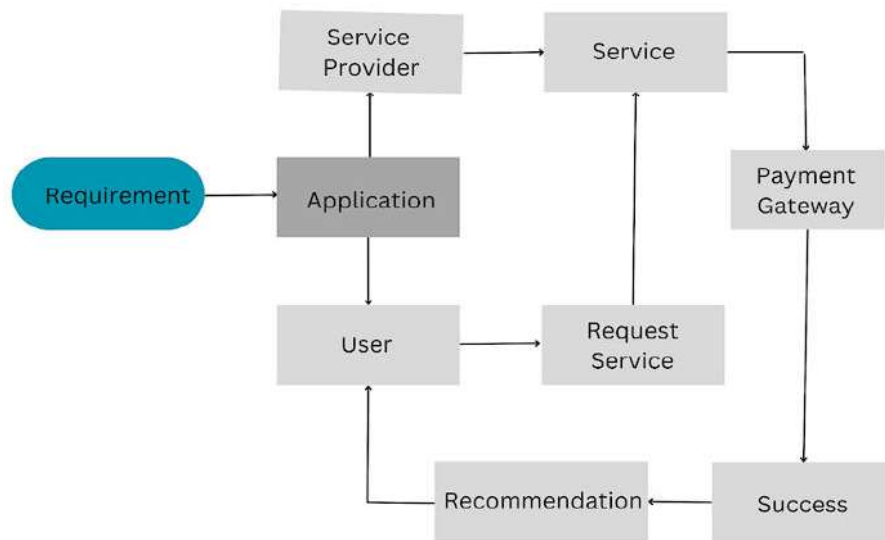 Service
Provider
Service
Requirement
Application
Payment
Gateway
User
Request
Service
Recommendation
Success